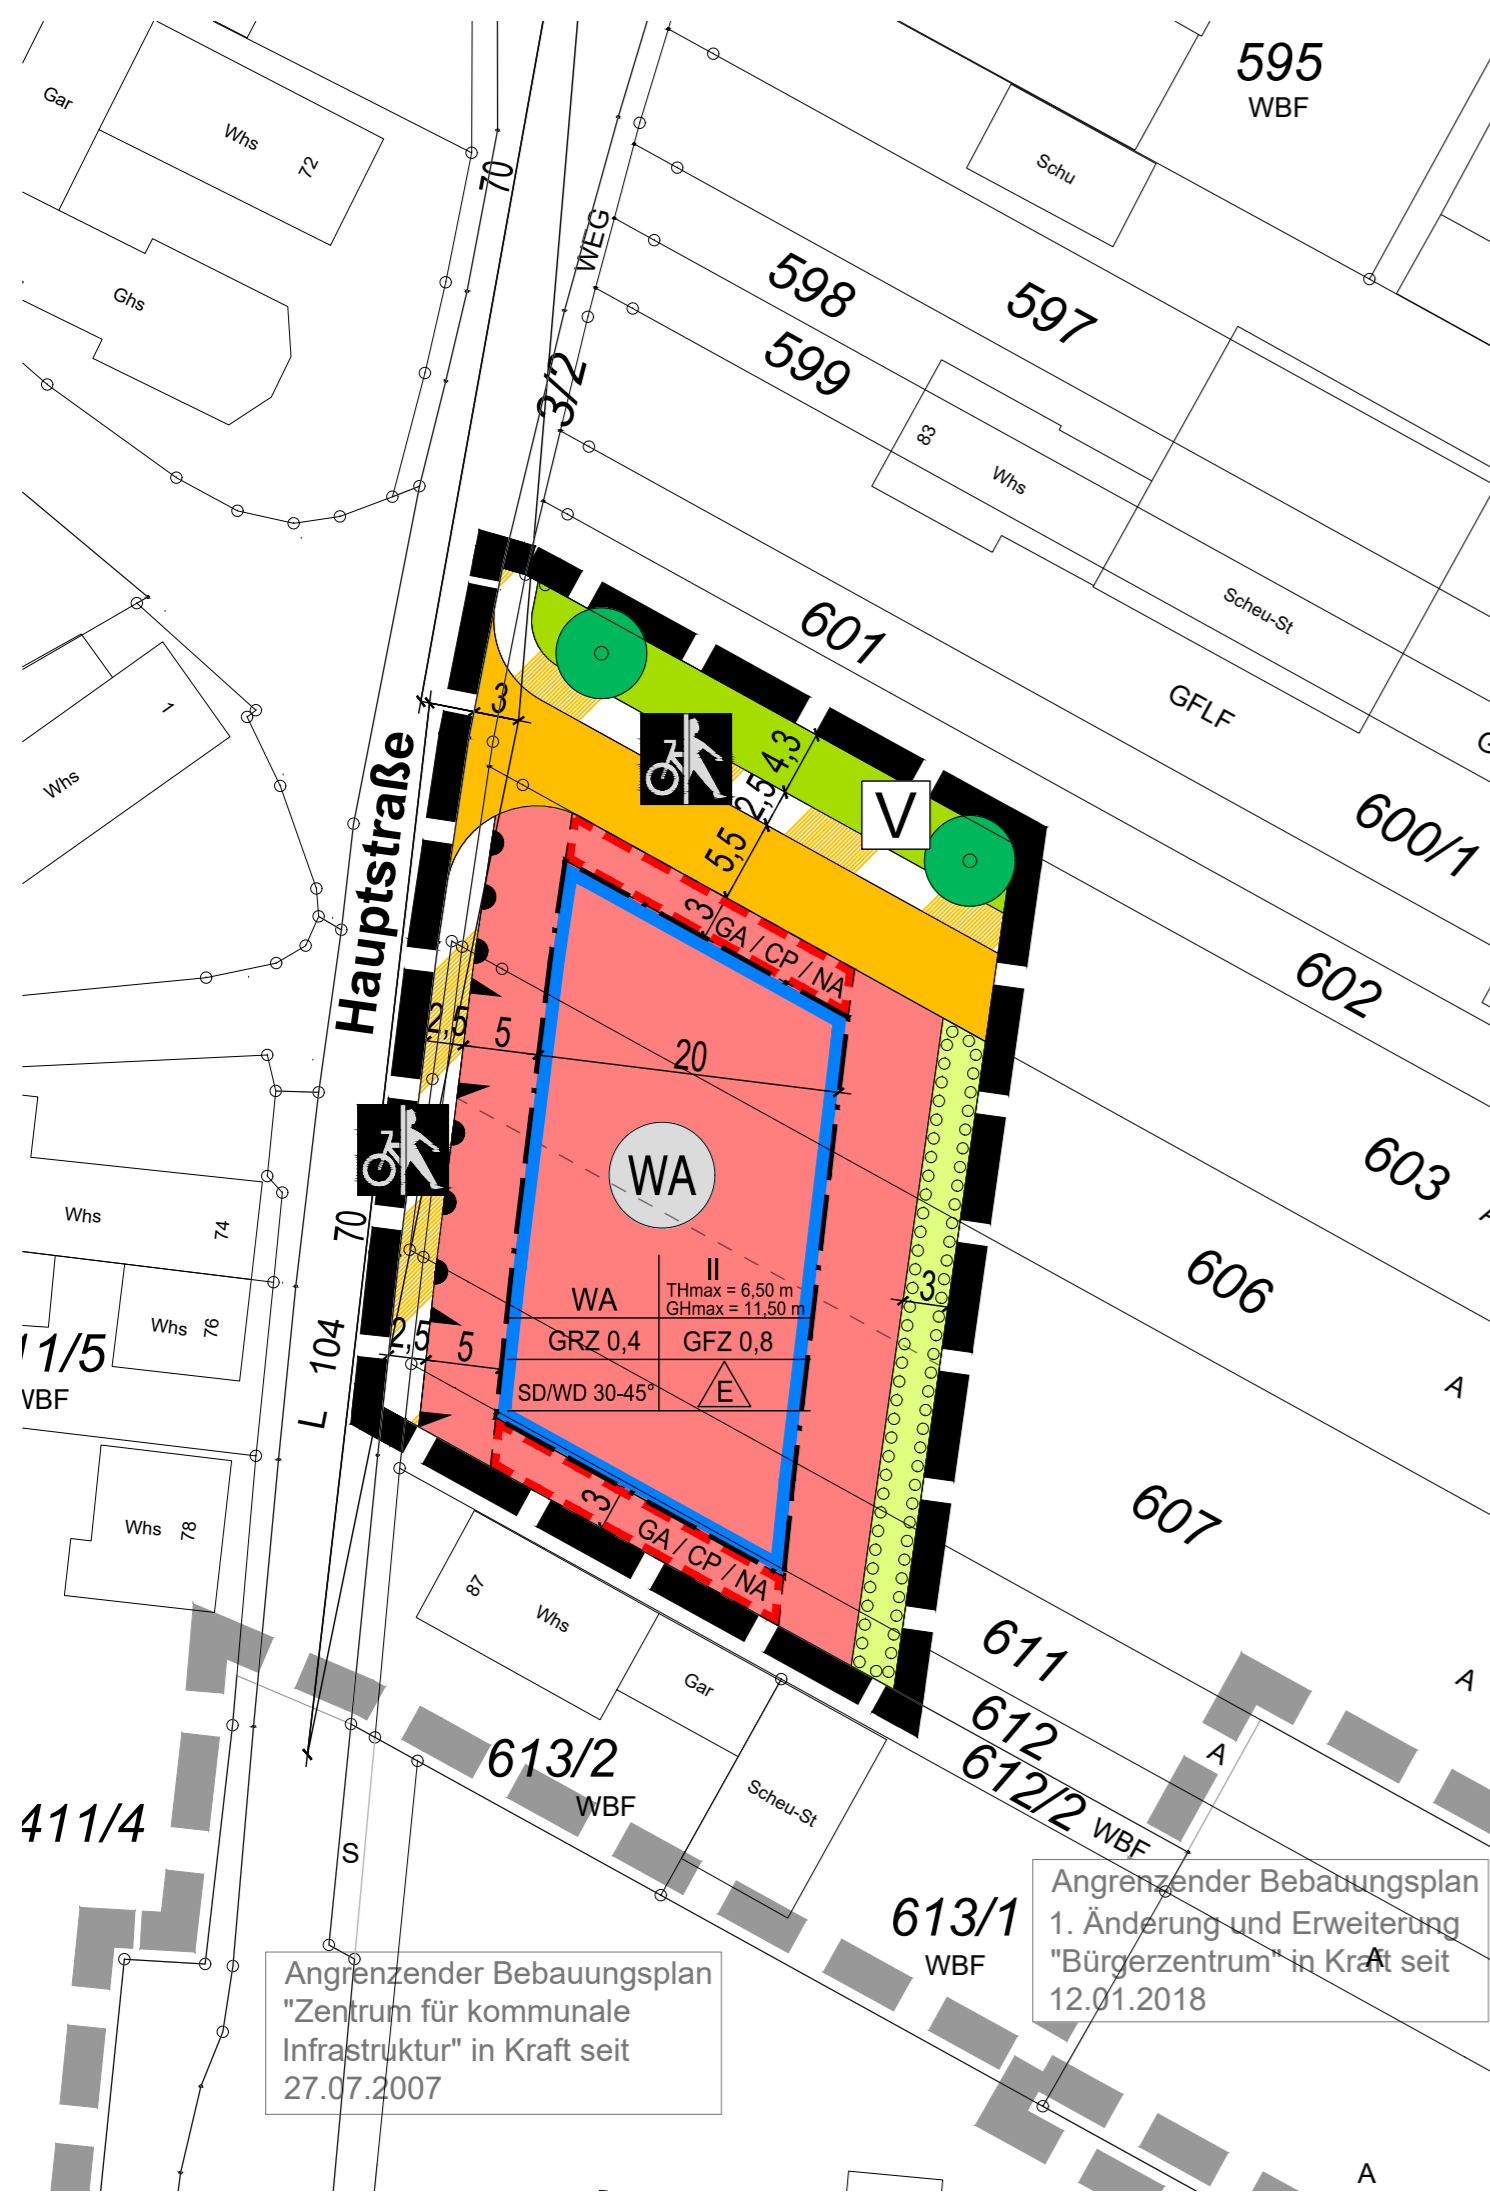 595
WBF
Gar
Whs
72
Schu
70
WEG
Ghs
598
597
599
3/2
83
Whs
Scheu-St
601
GFLF
G
1
Whs
3
4,3
2,5
5,5
V
600/1
Hauptstraße
3
GA / CP / NA
602
2,5
5
20
603
A
WA
Whs
74
70
606
II
THmax = 6,50 m
GHmax = 11,50 m
WA
GRZ 0,4
GFZ 0,8
SD/WD 30-45°
E
3
Whs
76
11/5
WBF
L 104
2,5
5
A
607
Whs
78
3
GA / CP / NA
87
Whs
Gar
611
A
612
A
613/2
WBF
Scheu-St
612/2
WBF
411/4
S
613/1
WBF
Angrenzender Bebauungsplan
1. Änderung und Erweiterung
"Bürgerzentrum" in Kraft seit
12.01.2018
A
Angrenzender Bebauungsplan
"Zentrum für kommunale
Infrastruktur" in Kraft seit
27.07.2007
A